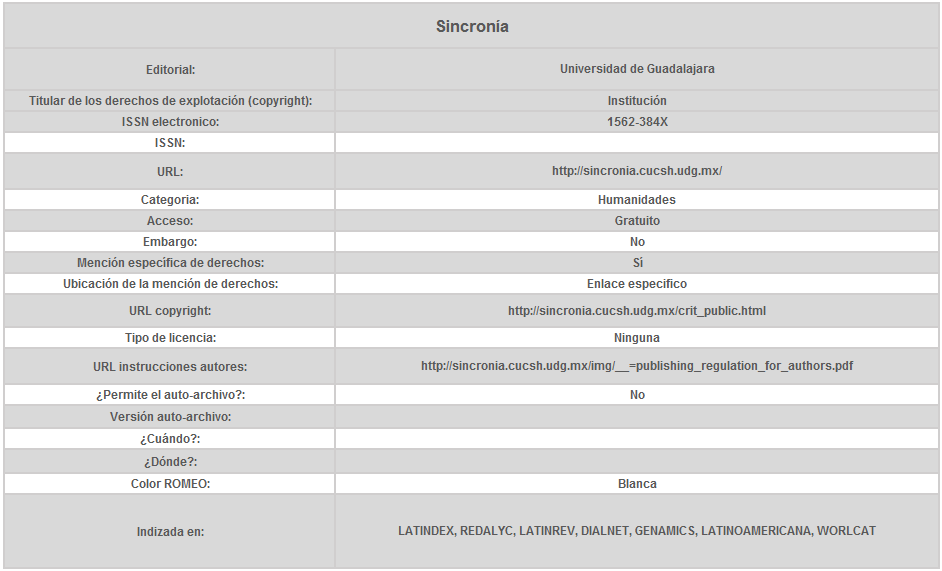 Sincronía
Editorial: Universidad de Guadalajara
Titular de los derechos de explotación (copyright): Institución
ISSN electronico: 1562-384X
ISSN:
URL: http://sincronia.cucsh.udg.mx/
Categoria: Humanidades
Acceso: Gratuito
Embargo: No
Mención específica de derechos: Si
Ubicación de la mención de derechos: Enlace especifico
URL copyright: http://sincronia.cucsh.udg.mx/crit_public.html
Tipo de licencia: Ninguna
URL instrucciones autores: http://sincronia.cucsh.udg.mx/img/__=publishing_regulation_for_authors.pdf
¿Permite el auto-archivo?: No
Versión auto-archivo:
¿Cuándo?:
¿Dónde?:
Color ROMEO: Blanca
Indizada en: LATINDEX, REDALYC, LATINREV, DIALNET, GENAMICS, LATINOAMERICANA, WORLCAT